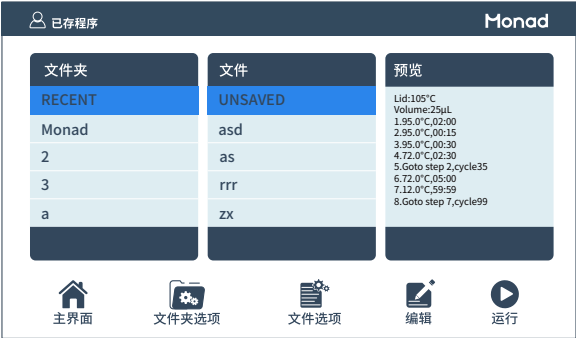 已存程序
Monad
文件夹
RECENT
Monad
2
3
a
文件
UNSAVED
asd
as
rrr
zx
预览
Lid:105°C
Volume:25μL
1.95.0°C,02:00
2.95.0°C,00:15
3.95.0°C,00:30
4.72.0°C,02:30
5.Goto step 2,cycle35
6.72.0°C,05:00
7.12.0°C,59:59
8.Goto step 7,cycle99
主界面
文件夹选项
文件选项
编辑
运行